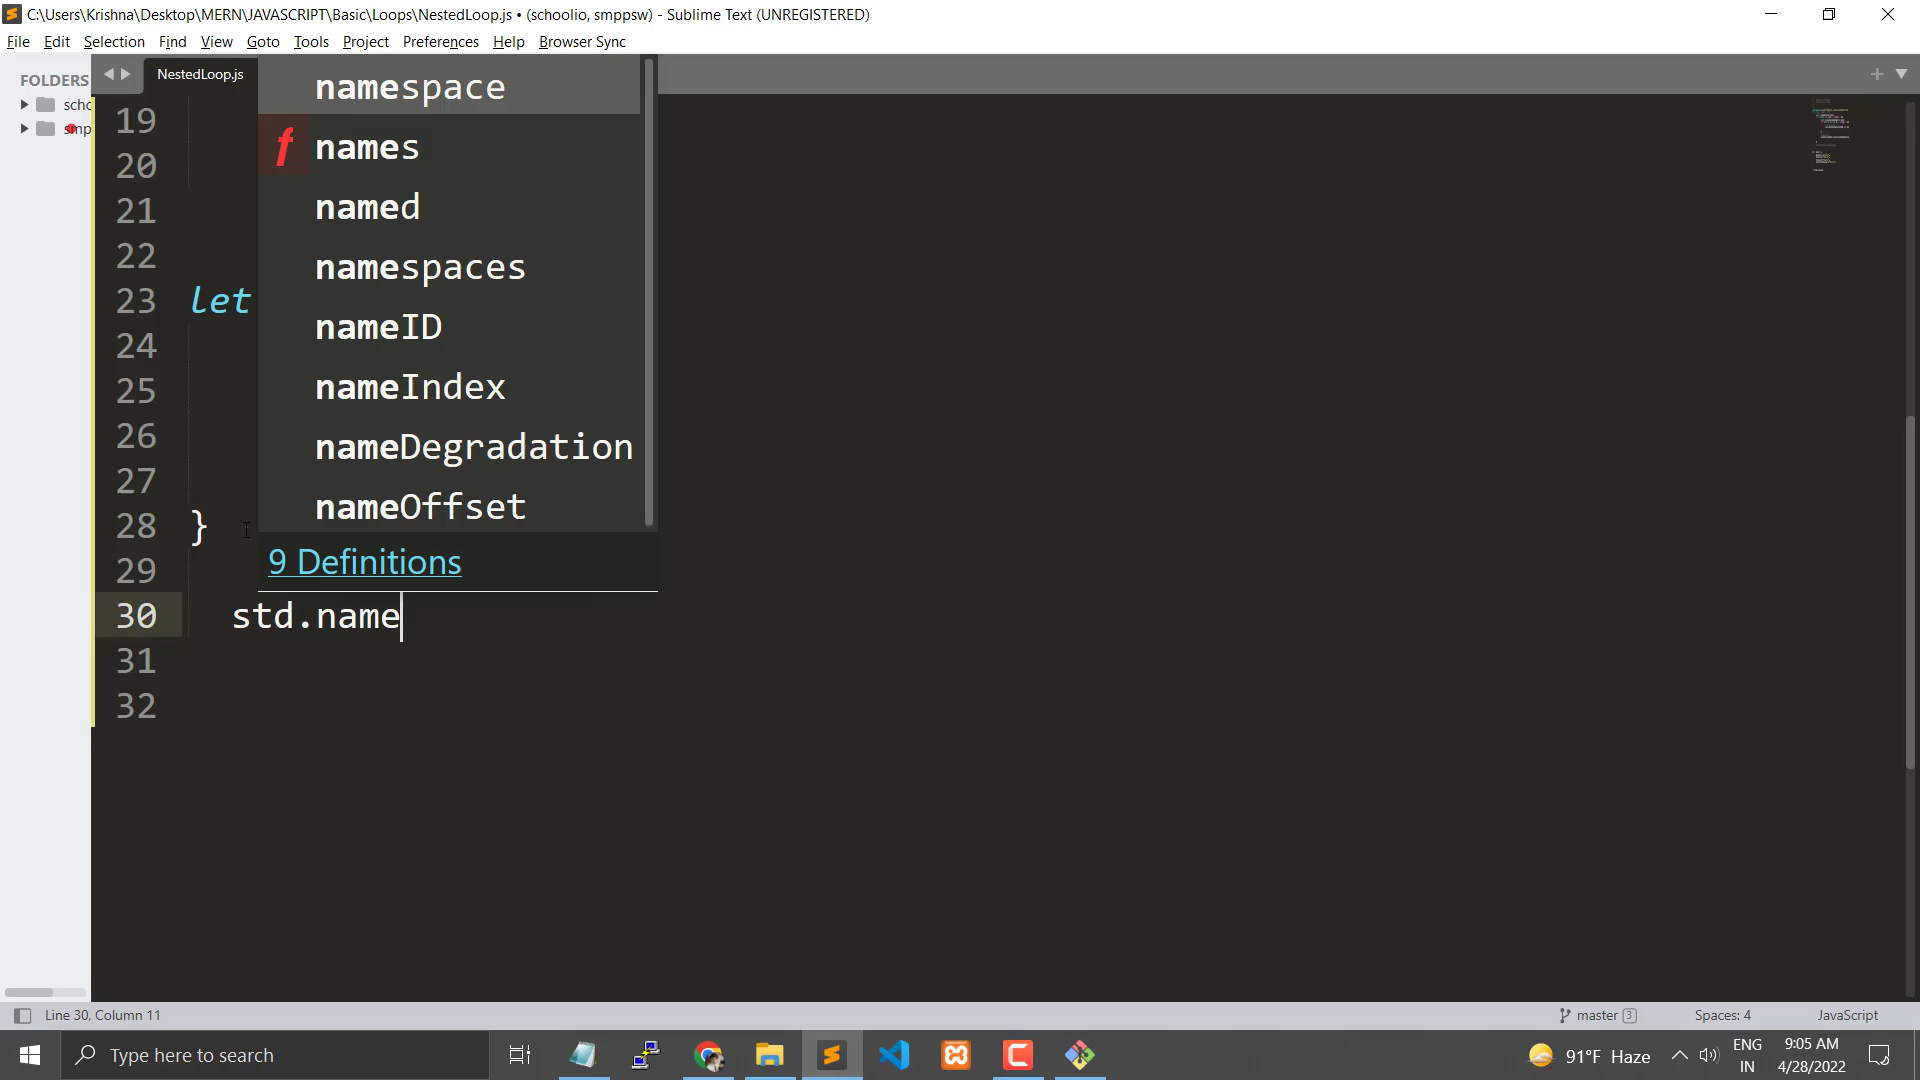 C:\Users\Krishna\Desktop\MERN\JAVASCRIPT\Basic\Loops\NestedLoop.js • (schoolio, smppsw) - Sublime Text (UNREGISTERED)
File Edit Selection Find View Goto Tools Project Preferences Help Browser Sync
FOLDERS
scho
smp
NestedLoop.js
namespace
19
f names
20
named
21
22
namespaces
23 let
nameID
24
nameIndex
25
26
nameDegradation
27
nameOffset
28 }
9 Definitions
29
30 std.name
31
32
Line 30, Column 11
master 3
Spaces: 4
JavaScript
Type here to search
91°F Haze
ENG
IN
9:05 AM
4/28/2022